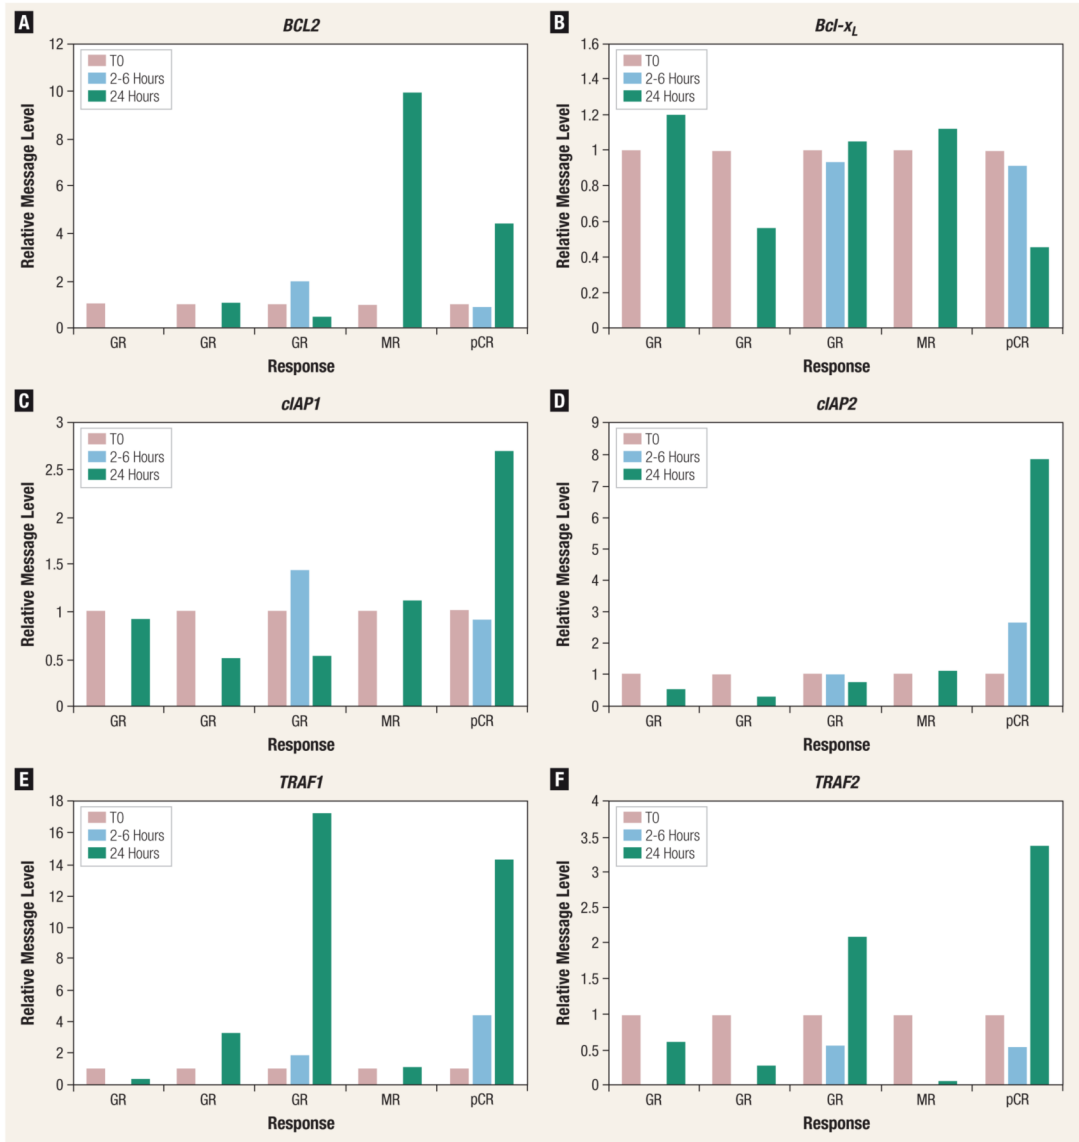 A
BCL2
12
10
8
6
4
2
0
Relative Message Level
T0
2-6 Hours
24 Hours
GR GR GR MR pCR
Response
B
Bcl-xL
1.6
1.4
1.2
1
0.8
0.6
0.4
0.2
0
Relative Message Level
T0
2-6 Hours
24 Hours
GR GR GR MR pCR
Response
C
cIAP1
3
2.5
2
1.5
1
0.5
0
Relative Message Level
T0
2-6 Hours
24 Hours
GR GR GR MR pCR
Response
D
cIAP2
9
8
7
6
5
4
3
2
1
0
Relative Message Level
T0
2-6 Hours
24 Hours
GR GR GR MR pCR
Response
E
TRAF1
18
16
14
12
10
8
6
4
2
0
Relative Message Level
T0
2-6 Hours
24 Hours
GR GR GR MR pCR
Response
F
TRAF2
4
3.5
3
2.5
2
1.5
1
0.5
0
Relative Message Level
T0
2-6 Hours
24 Hours
GR GR GR MR pCR
Response